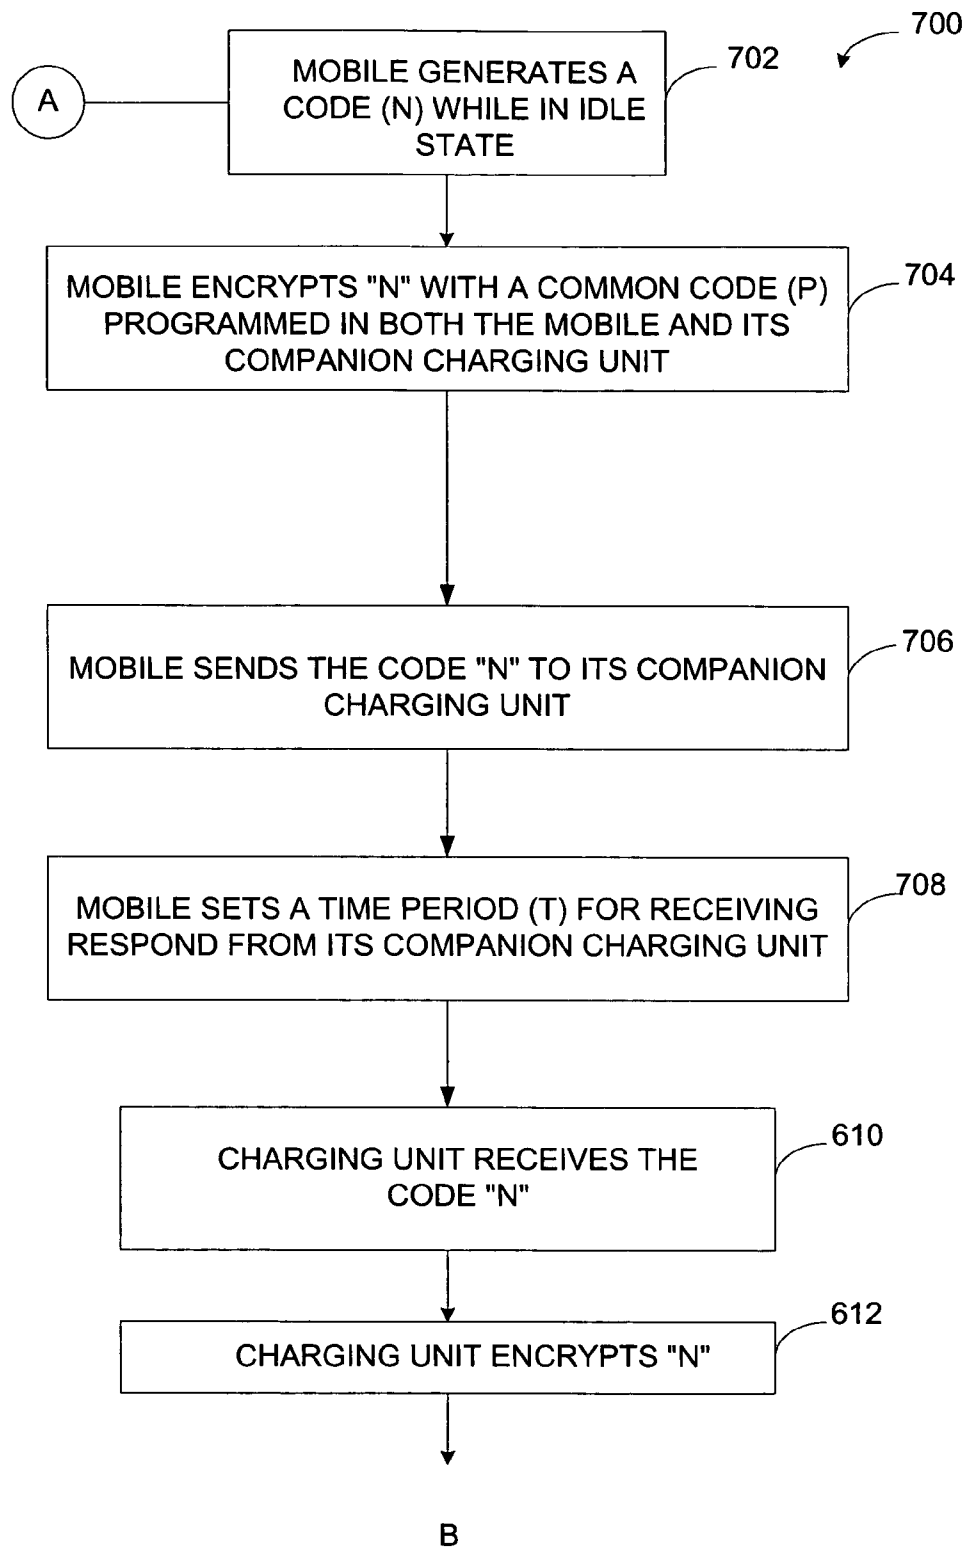 700
702
MOBILE GENERATES A
CODE (N) WHILE IN IDLE
STATE
A
704
MOBILE ENCRYPTS "N" WITH A COMMON CODE (P)
PROGRAMMED IN BOTH THE MOBILE AND ITS
COMPANION CHARGING UNIT
706
MOBILE SENDS THE CODE "N" TO ITS COMPANION
CHARGING UNIT
708
MOBILE SETS A TIME PERIOD (T) FOR RECEIVING
RESPOND FROM ITS COMPANION CHARGING UNIT
610
CHARGING UNIT RECEIVES THE
CODE "N"
612
CHARGING UNIT ENCRYPTS "N"
B